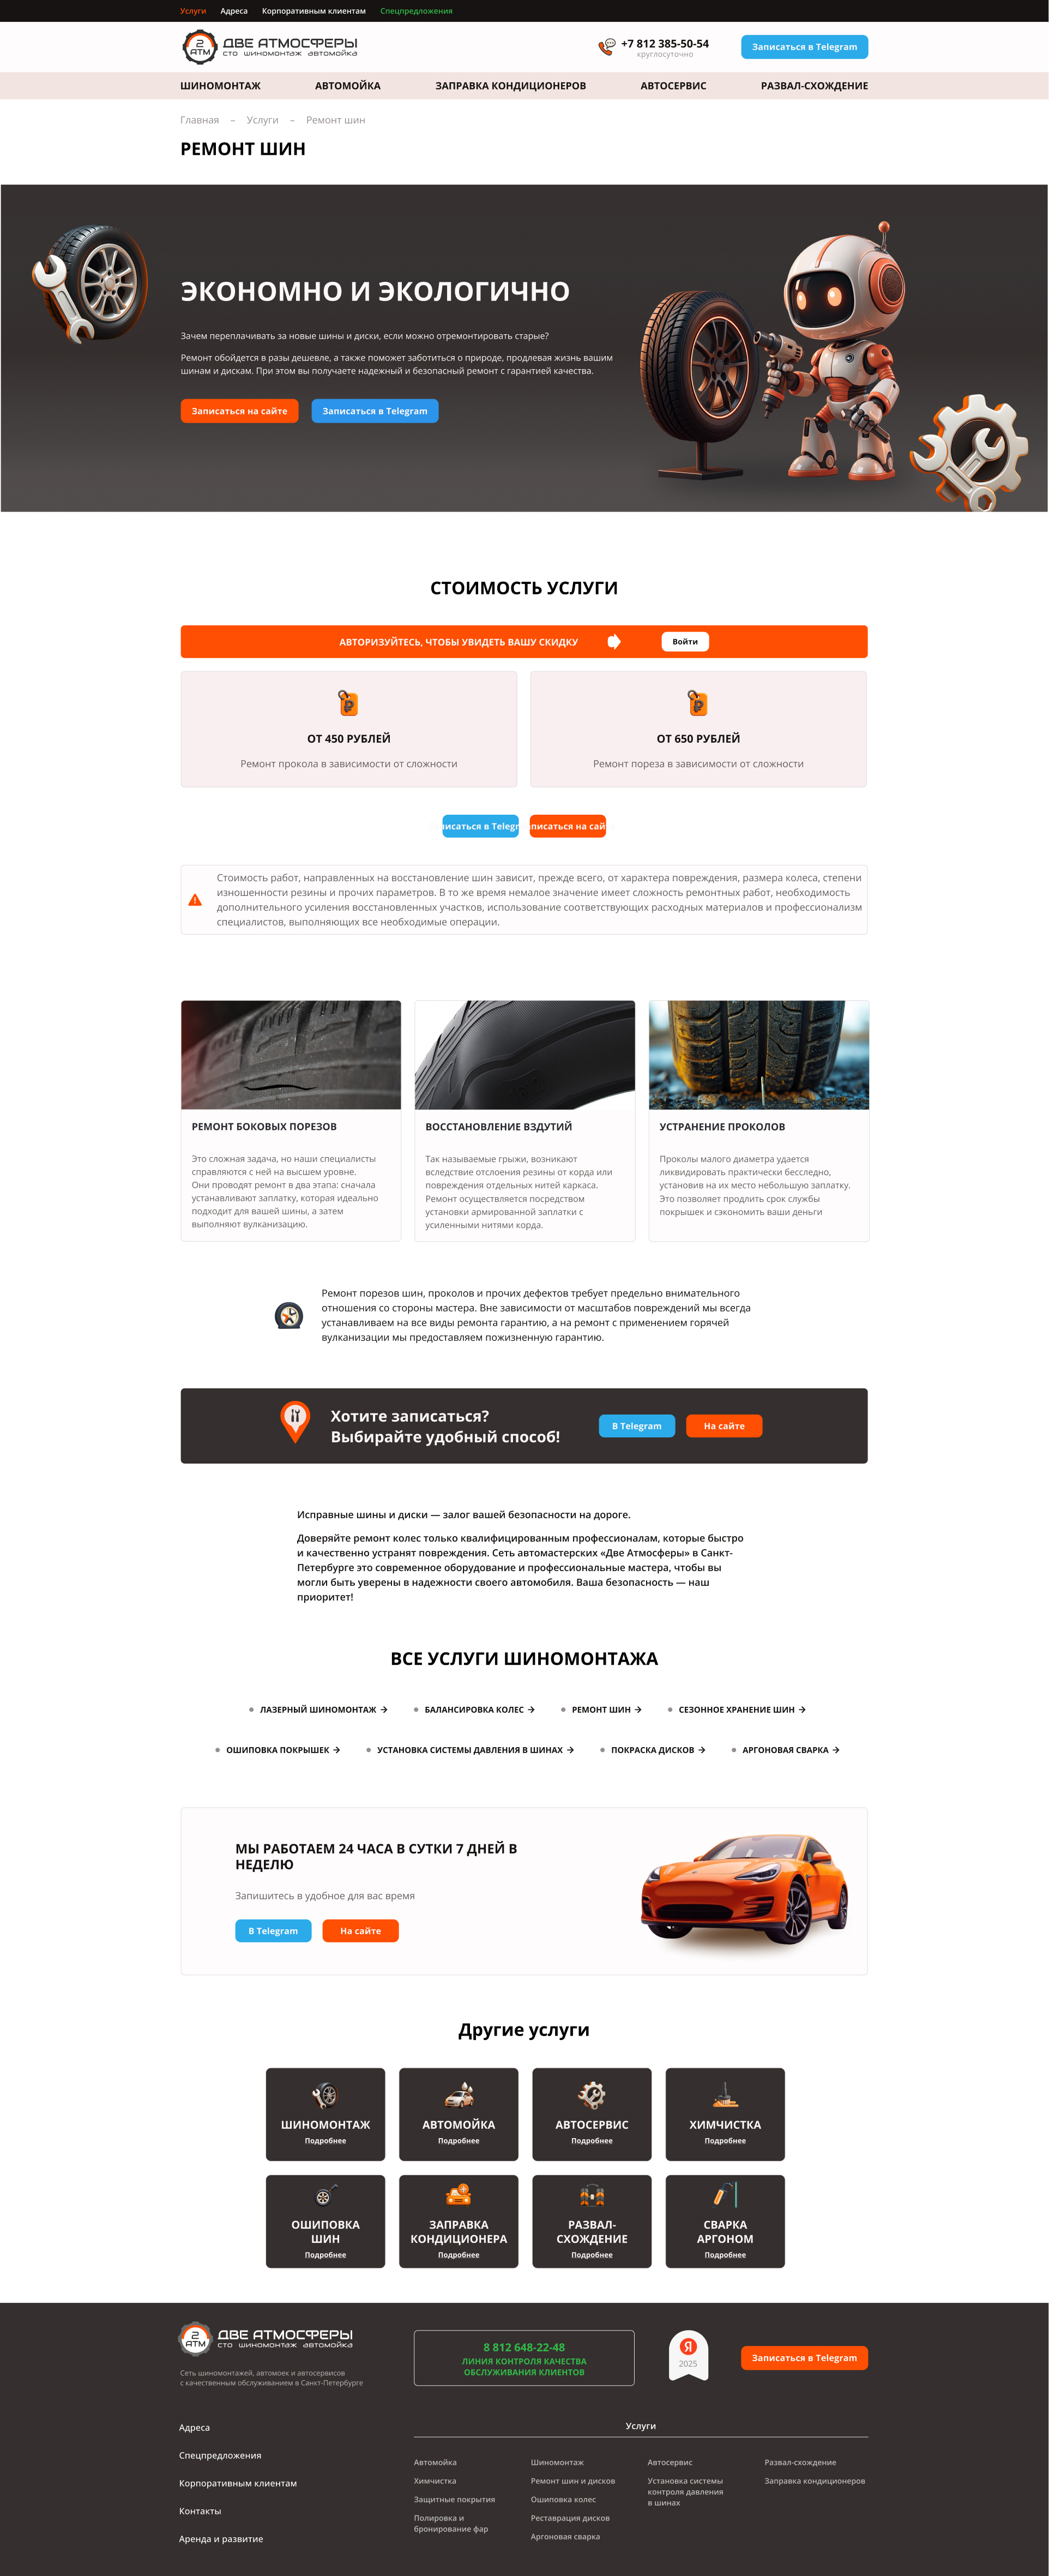 Услуги Адреса Корпоративным клиентам Спецпредложения
2 АТМ
ДВЕ АТМОСФЕРЫ
сто шиномонтаж автомойка
+7 812 385-50-54
круглосуточно
Записаться в Telegram
ШИНОМОНТАЖ АВТОМОЙКА ЗАПРАВКА КОНДИЦИОНЕРОВ АВТОСЕРВИС РАЗВАЛ-СХОЖДЕНИЕ
Главная – Услуги – Ремонт шин
РЕМОНТ ШИН
ЭКОНОМНО И ЭКОЛОГИЧНО
Зачем переплачивать за новые шины и диски, если можно отремонтировать старые?
Ремонт обойдется в разы дешевле, а также поможет заботиться о природе, продлевая жизнь вашим
шинам и дискам. При этом вы получаете надежный и безопасный ремонт с гарантией качества.
Записаться на сайте Записаться в Telegram
СТОИМОСТЬ УСЛУГИ
АВТОРИЗУЙТЕСЬ, ЧТОБЫ УВИДЕТЬ ВАШУ СКИДКУ Войти
ОТ 450 РУБЛЕЙ
Ремонт прокола в зависимости от сложности
ОТ 650 РУБЛЕЙ
Ремонт пореза в зависимости от сложности
исаться в Telegr писаться на сай
Стоимость работ, направленных на восстановление шин зависит, прежде всего, от характера повреждения, размера колеса, степени
изношенности резины и прочих параметров. В то же время немалое значение имеет сложность ремонтных работ, необходимость
дополнительного усиления восстановленных участков, использование соответствующих расходных материалов и профессионализм
специалистов, выполняющих все необходимые операции.
РЕМОНТ БОКОВЫХ ПОРЕЗОВ
Это сложная задача, но наши специалисты
справляются с ней на высшем уровне.
Они проводят ремонт в два этапа: сначала
устанавливают заплатку, которая идеально
подходит для вашей шины, а затем
выполняют вулканизацию.
ВОССТАНОВЛЕНИЕ ВЗДУТИЙ
Так называемые грыжи, возникают
вследствие отслоения резины от корда или
повреждения отдельных нитей каркаса.
Ремонт осуществляется посредством
установки армированной заплатки с
усиленными нитями корда.
УСТРАНЕНИЕ ПРОКОЛОВ
Проколы малого диаметра удается
ликвидировать практически бесследно,
установив на их место небольшую заплатку.
Это позволяет продлить срок службы
покрышек и сэкономить ваши деньги
Ремонт порезов шин, проколов и прочих дефектов требует предельно внимательного
отношения со стороны мастера. Вне зависимости от масштабов повреждений мы всегда
устанавливаем на все виды ремонта гарантию, а на ремонт с применением горячей
вулканизации мы предоставляем пожизненную гарантию.
Хотите записаться?
Выбирайте удобный способ!
В Telegram На сайте
Исправные шины и диски — залог вашей безопасности на дороге.
Доверяйте ремонт колес только квалифицированным профессионалам, которые быстро
и качественно устранят повреждения. Сеть автомастерских «Две Атмосферы» в Санкт-
Петербурге это современное оборудование и профессиональные мастера, чтобы вы
могли быть уверены в надежности своего автомобиля. Ваша безопасность — наш
приоритет!
ВСЕ УСЛУГИ ШИНОМОНТАЖА
ЛАЗЕРНЫЙ ШИНОМОНТАЖ → БАЛАНСИРОВКА КОЛЕС → РЕМОНТ ШИН → СЕЗОННОЕ ХРАНЕНИЕ ШИН →
ОШИПОВКА ПОКРЫШЕК → УСТАНОВКА СИСТЕМЫ ДАВЛЕНИЯ В ШИНАХ → ПОКРАСКА ДИСКОВ → АРГОНОВАЯ СВАРКА →
МЫ РАБОТАЕМ 24 ЧАСА В СУТКИ 7 ДНЕЙ В
НЕДЕЛЮ
Запишитесь в удобное для вас время
В Telegram На сайте
Другие услуги
ШИНОМОНТАЖ
Подробнее
АВТОМОЙКА
Подробнее
АВТОСЕРВИС
Подробнее
ХИМЧИСТКА
Подробнее
ОШИПОВКА
ШИН
Подробнее
ЗАПРАВКА
КОНДИЦИОНЕРА
Подробнее
РАЗВАЛ-
СХОЖДЕНИЕ
Подробнее
СВАРКА
АРГОНОМ
Подробнее
2 АТМ
ДВЕ АТМОСФЕРЫ
сто шиномонтаж автомойка
Сеть шиномонтажей, автомоек и автосервисов
с качественным обслуживанием в Санкт-Петербурге
8 812 648-22-48
ЛИНИЯ КОНТРОЛЯ КАЧЕСТВА
ОБСЛУЖИВАНИЯ КЛИЕНТОВ
Я
2025
Записаться в Telegram
Адреса
Спецпредложения
Корпоративным клиентам
Контакты
Аренда и развитие
Услуги
Автомойка
Химчистка
Защитные покрытия
Полировка и
бронирование фар
Шиномонтаж
Ремонт шин и дисков
Ошиповка колес
Реставрация дисков
Аргоновая сварка
Автосервис
Установка системы
контроля давления
в шинах
Развал-схождение
Заправка кондиционеров